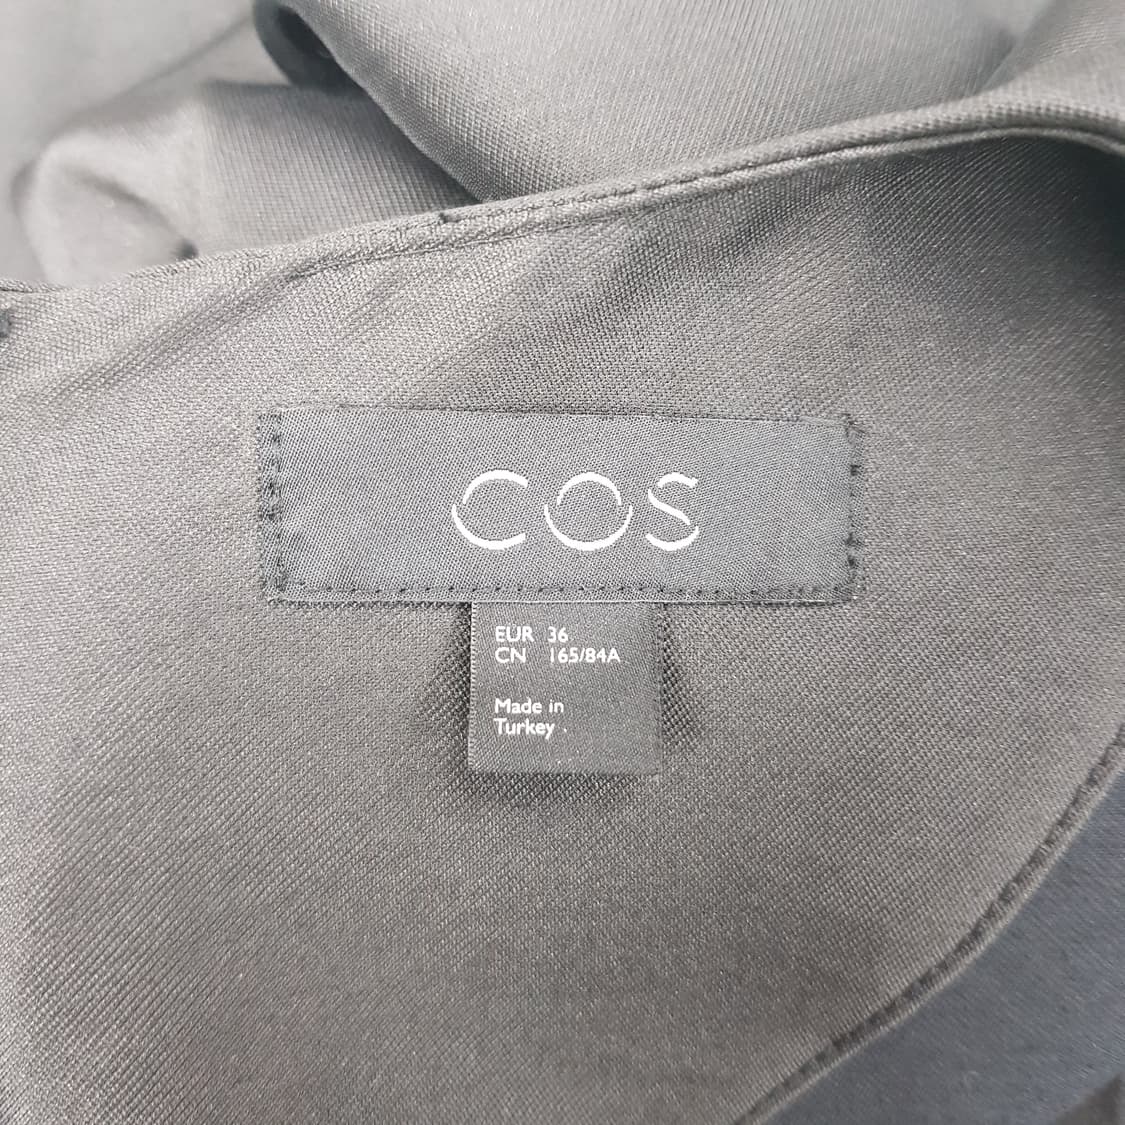 COS
EUR 36
CN 165/84A
Made in
Turkey